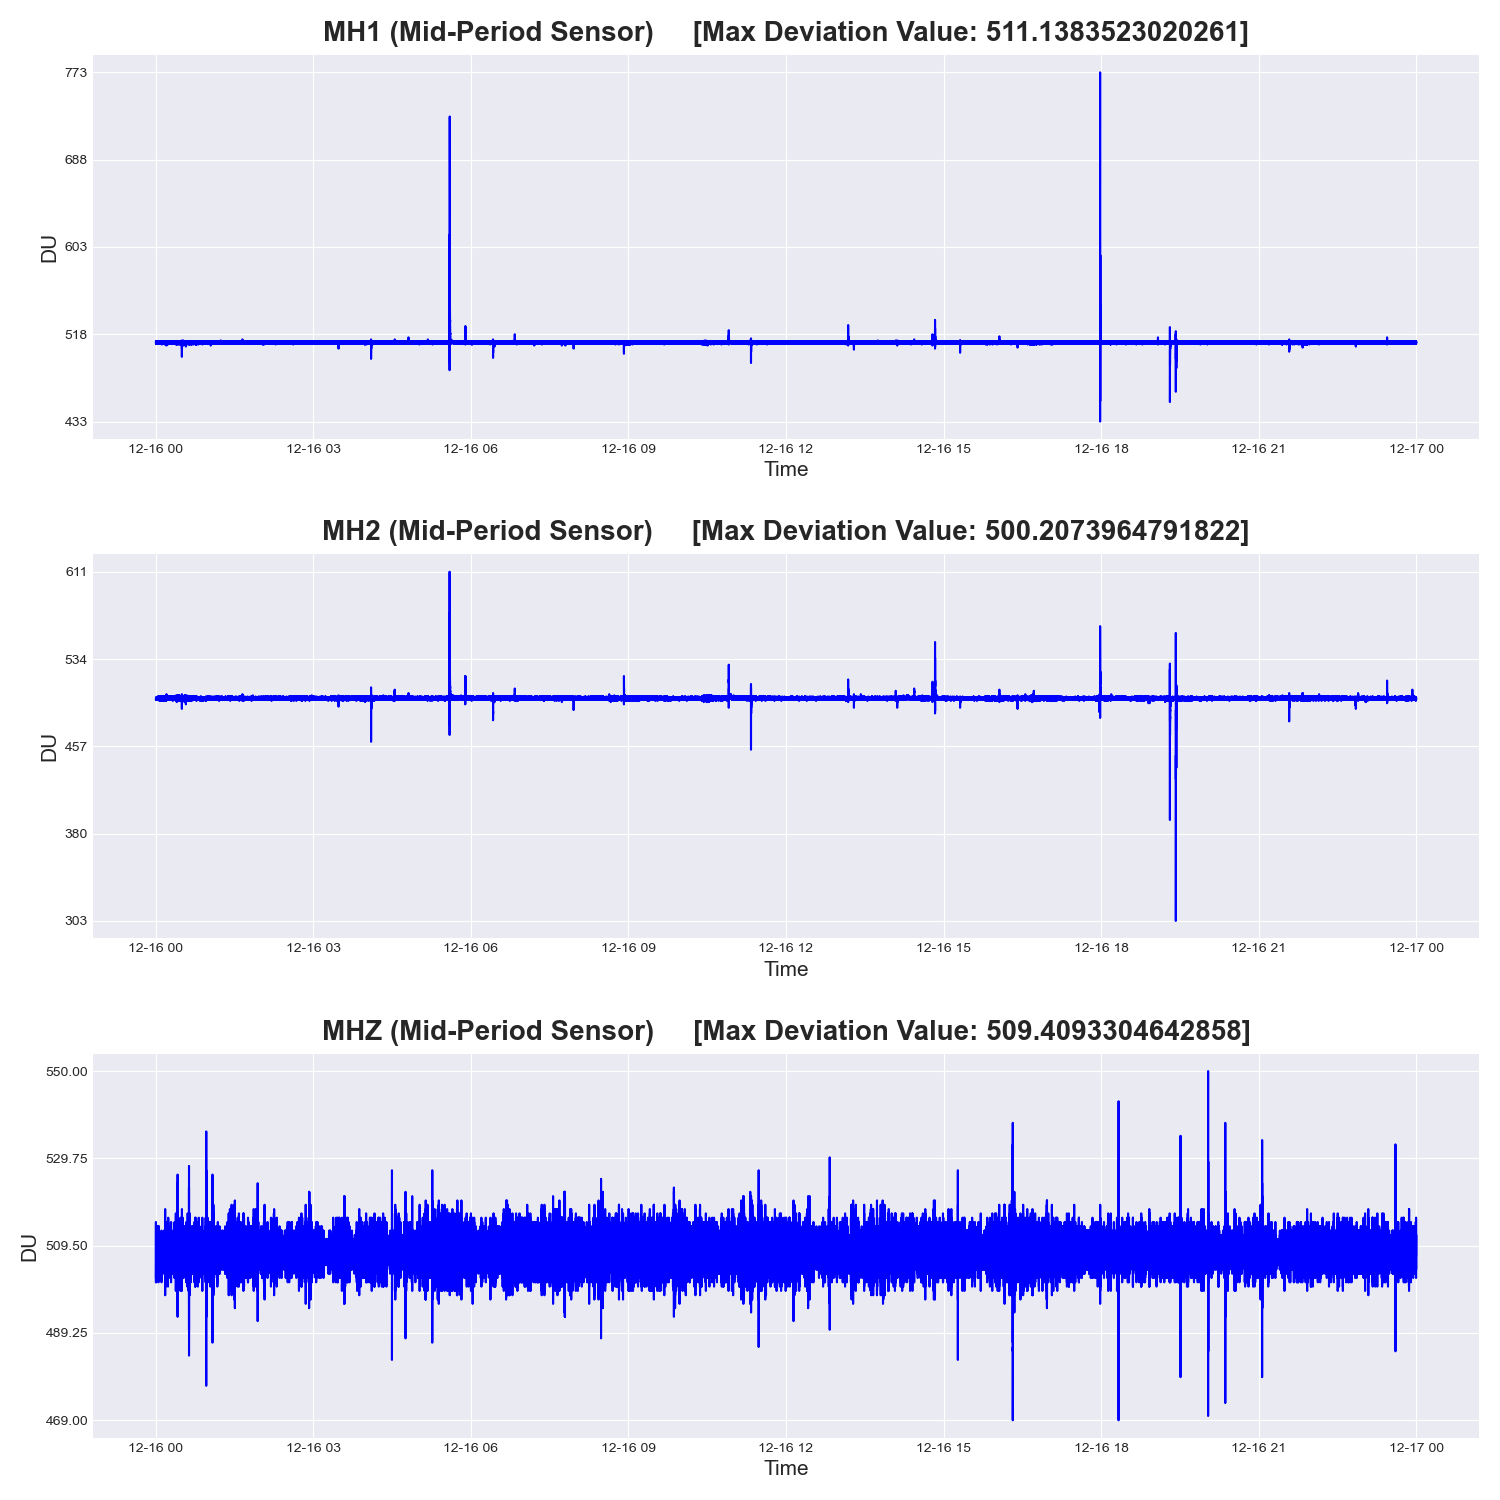 MH1 (Mid-Period Sensor) [Max Deviation Value: 511.1383523020261]
773
688
603
518
433
DU
12-16 00 12-16 03 12-16 06 12-16 09 12-16 12 12-16 15 12-16 18 12-16 21 12-17 00
Time
MH2 (Mid-Period Sensor) [Max Deviation Value: 500.2073964791822]
611
534
457
380
303
DU
12-16 00 12-16 03 12-16 06 12-16 09 12-16 12 12-16 15 12-16 18 12-16 21 12-17 00
Time
MHZ (Mid-Period Sensor) [Max Deviation Value: 509.4093304642858]
550.00
529.75
509.50
489.25
469.00
DU
12-16 00 12-16 03 12-16 06 12-16 09 12-16 12 12-16 15 12-16 18 12-16 21 12-17 00
Time